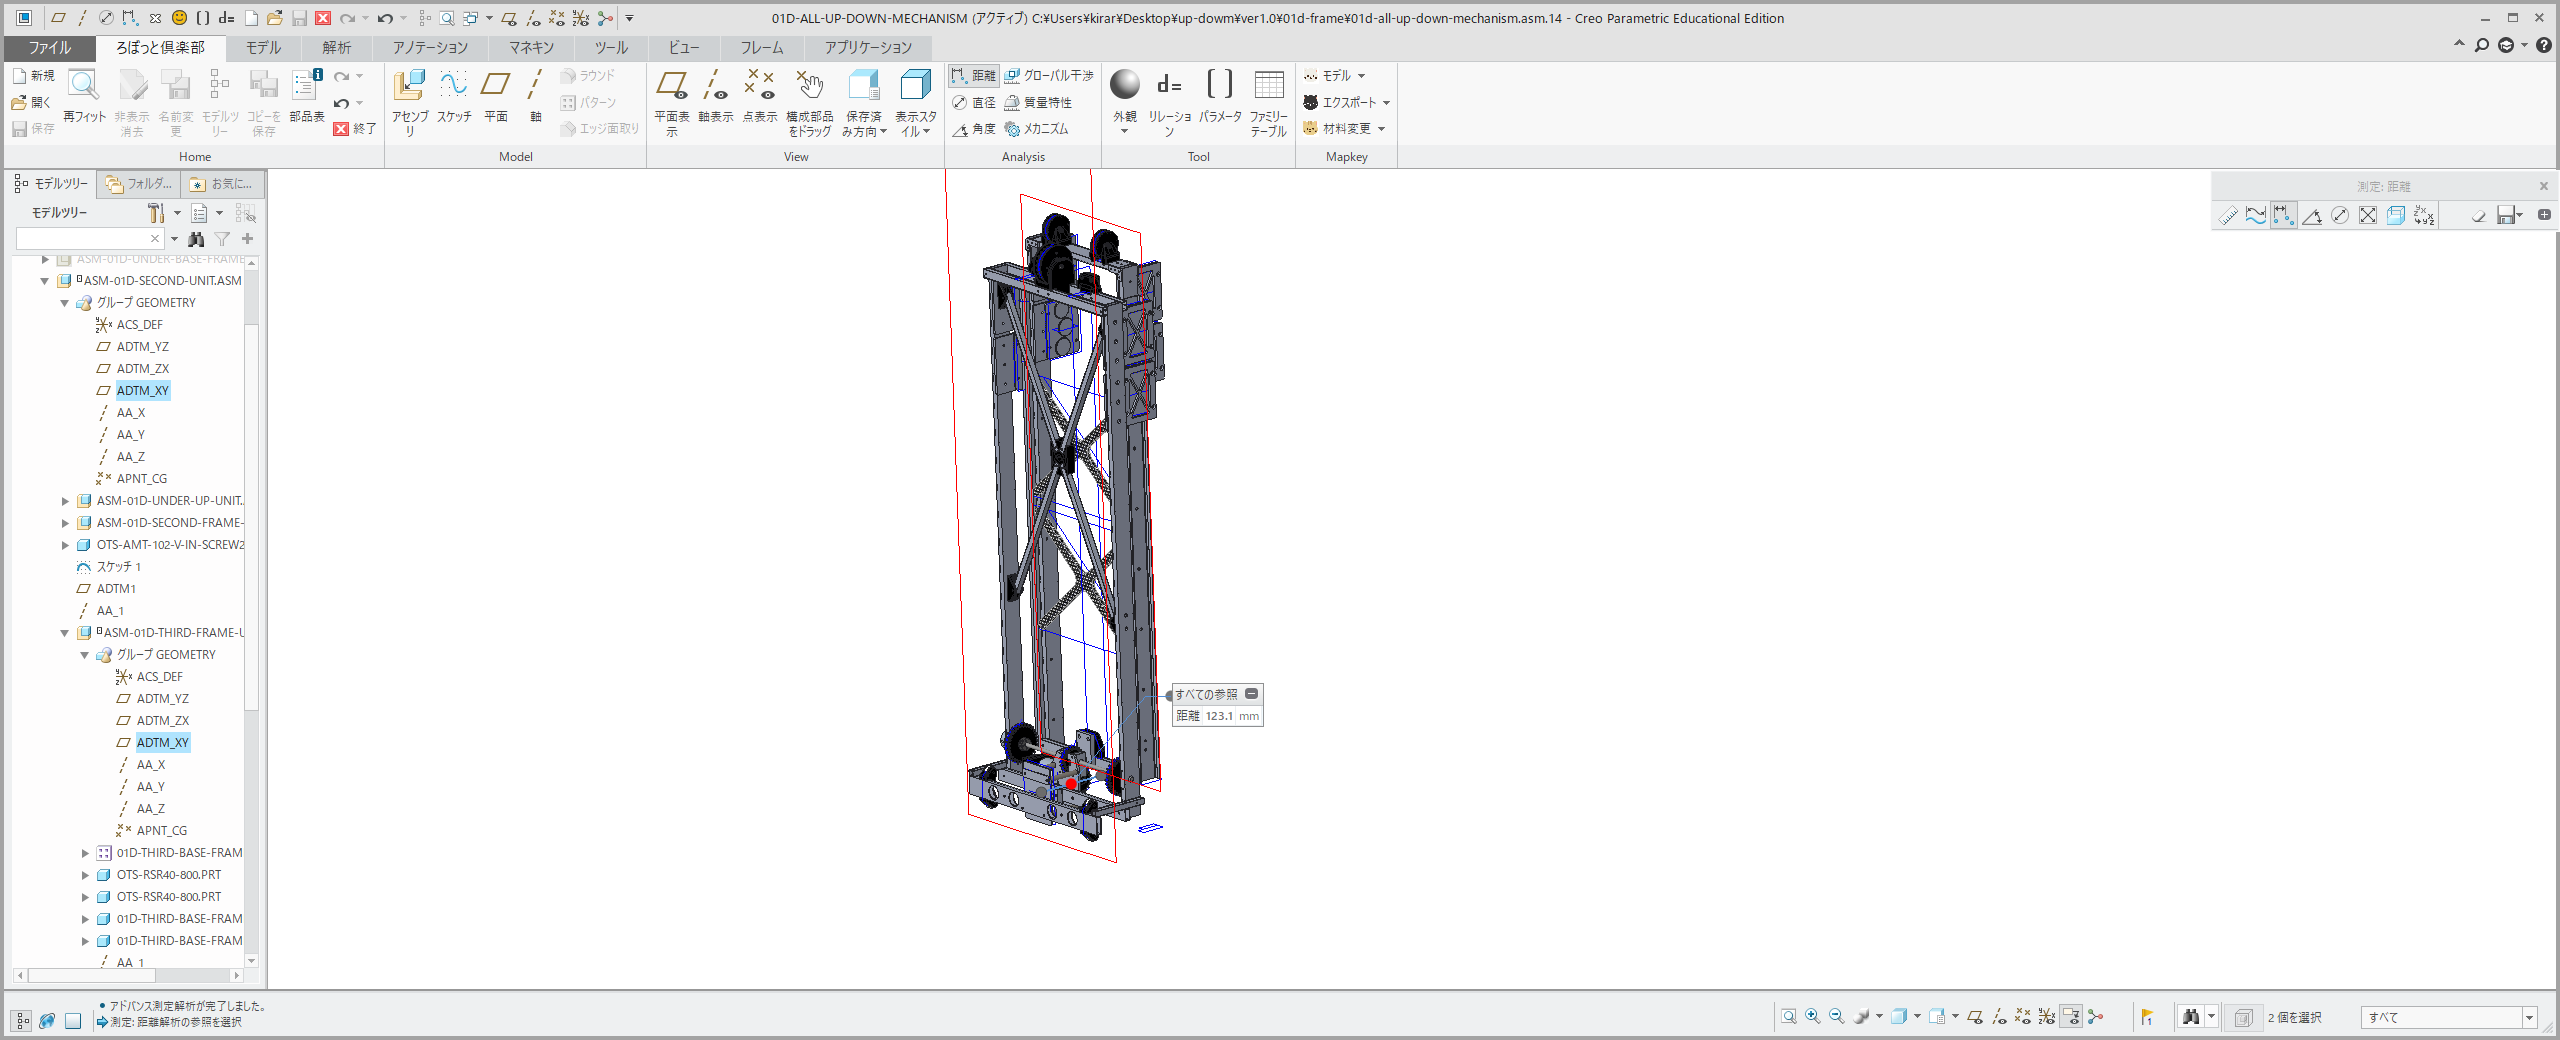 01D-ALL-UP-DOWN-MECHANISM (アクティブ) C:¥Users¥kirar¥Desktop¥up-dowm¥ver1.0¥01d-frame¥01d-all-up-down-mechanism.asm.14 - Creo Parametric Educational Edition
ファイル ろぼっと倶楽部 モデル 解析 アノテーション マネキン ツール ビュー フレーム アプリケーション
新規
開く
保存
再フィット
非表示消去
名前変更
モデルツリー
コピーを保存
部品表
終了
アセンブリ
スケッチ
平面
軸
ラウンド
パターン
エッジ面取り
平面表示
軸表示
点表示
構成部品をドラッグ
保存済み方向
表示スタイル
距離
直径
角度
グローバル干渉
質量特性
メカニズム
外観
d=
リレーション
パラメータ
ファミリーテーブル
モデル
エクスポート
材料変更
Home Model View Analysis Tool Mapkey
モデルツリー フォルダ... お気に...
モデルツリー
ASM-01D-UNDER-BASE-FRAME
ASM-01D-SECOND-UNIT.ASM
グループ GEOMETRY
ACS_DEF
ADTM_YZ
ADTM_ZX
ADTM_XY
AA_X
AA_Y
AA_Z
APNT_CG
ASM-01D-UNDER-UP-UNIT.
ASM-01D-SECOND-FRAME-
OTS-AMT-102-V-IN-SCREW2
スケッチ 1
ADTM1
AA_1
ASM-01D-THIRD-FRAME-U
グループ GEOMETRY
ACS_DEF
ADTM_YZ
ADTM_ZX
ADTM_XY
AA_X
AA_Y
AA_Z
APNT_CG
01D-THIRD-BASE-FRAM
OTS-RSR40-800.PRT
OTS-RSR40-800.PRT
01D-THIRD-BASE-FRAM
01D-THIRD-BASE-FRAM
AA_1
測定: 距離
すべての参照
距離 123.1 mm
アドバンス測定解析が完了しました。
測定: 距離解析の参照を選択
2 個を選択
すべて